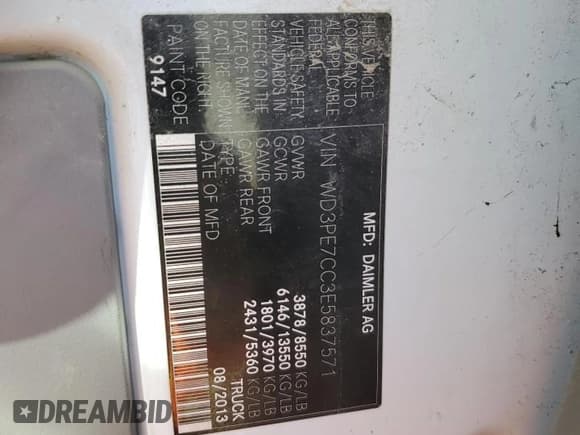 MFD: DAIMLER AG
VIN WD3PE7CC3E5837571
THIS VEHICLE
CONFORMS TO
ALL APPLICABLE
FEDERAL
VEHICLE SAFETY
STANDARDS IN
EFFECT ON THE
DATE OF MANU
FACTURE SHOWN
ON THE RIGHT.
PAINT CODE
9147
GVWR 3878/8550 KG/LB
GCWR 6146/13550 KG/LB
GAWR FRONT 1801/3970 KG/LB
GAWR REAR 2431/5360 KG/LB
TYPE: TRUCK
DATE OF MFD 08/2013
DREAMBID